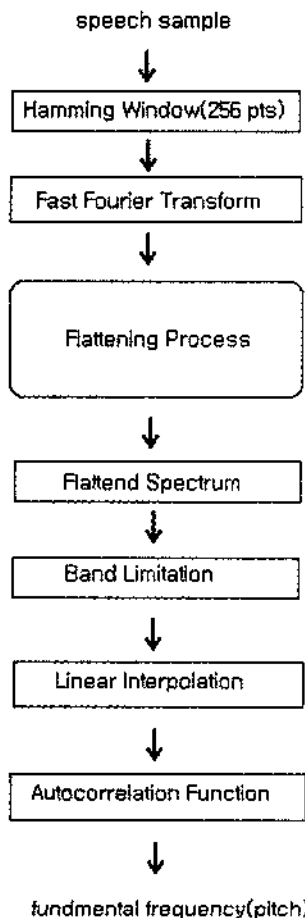 speech sample
Hamming Window(256 pts)
Fast Fourier Transform
Flattening Process
Flattend Spectrum
Band Limitation
Linear Interpolation
Autocorrelation Function
fundmental frequency(pitch)